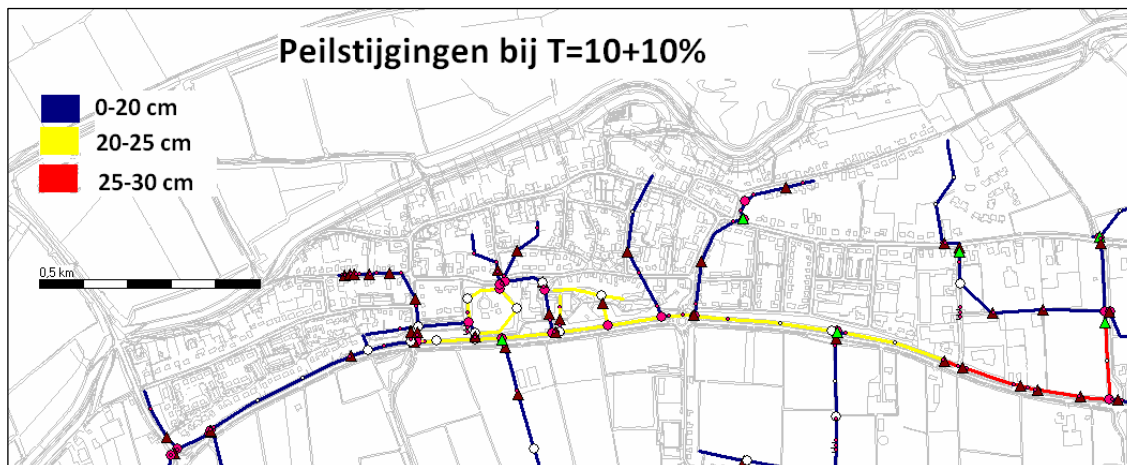 Peilstijgingen bij T=10+10%
0-20 cm
20-25 cm
25-30 cm
0,5 km